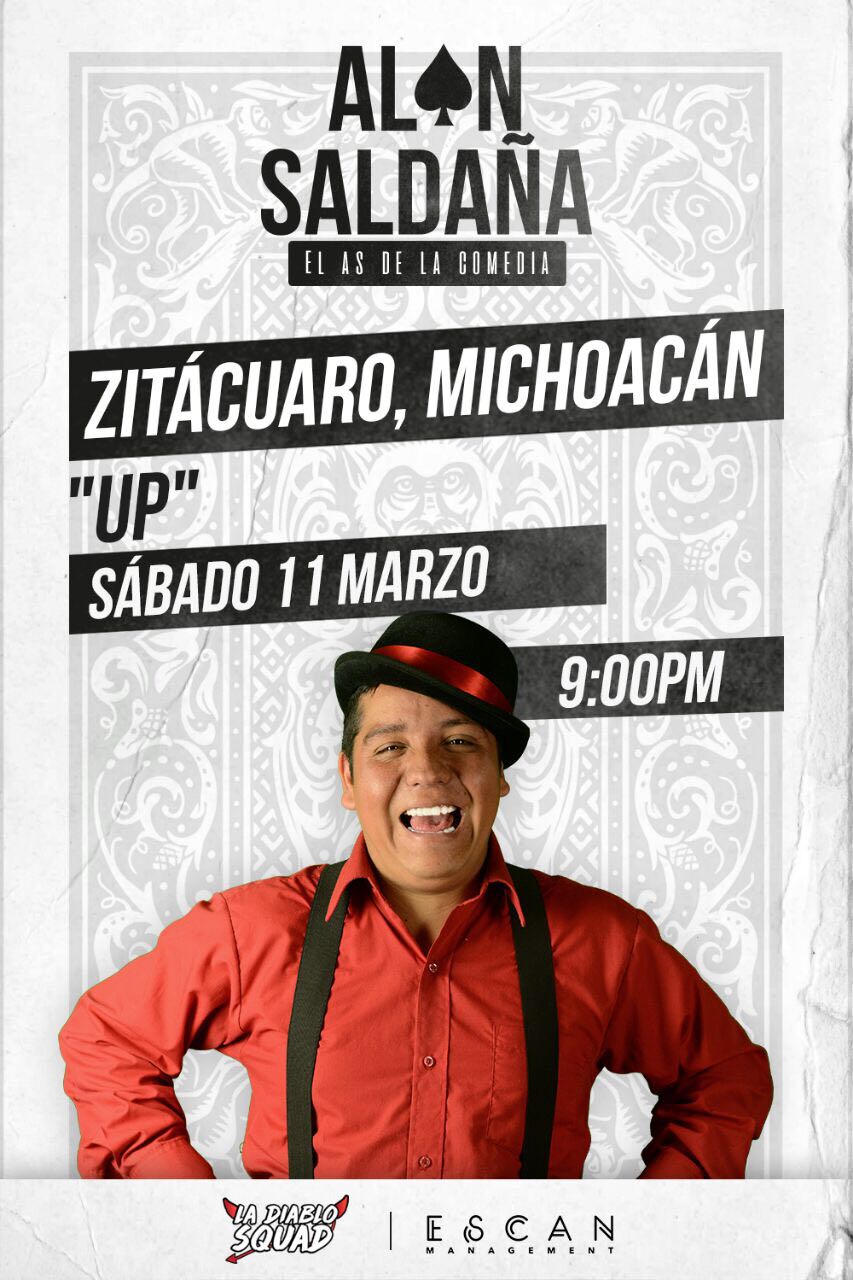 ALAN
SALDAÑA
EL AS DE LA COMEDIA
ZITÁCUARO, MICHOACÁN
"UP"
SÁBADO 11 MARZO
9:00PM
LA DIABLO
SQUAD
ESCAN
MANAGEMENT